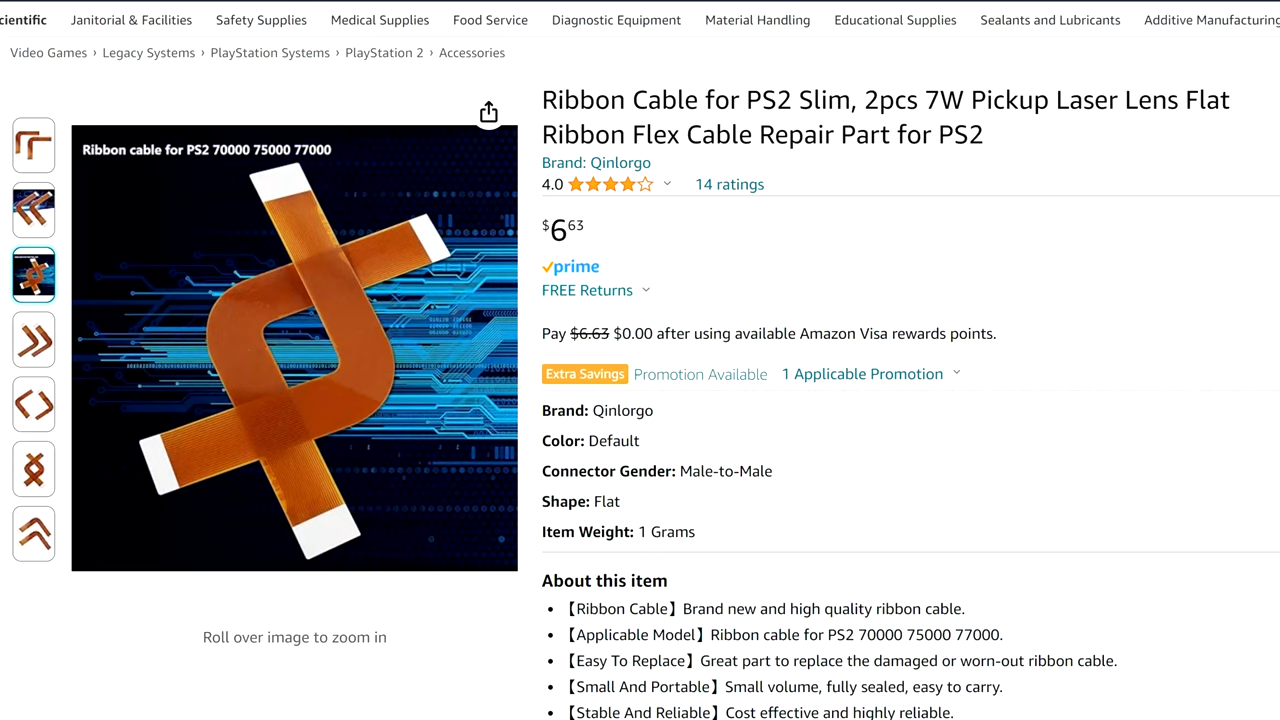 cientific Janitorial & Facilities Safety Supplies Medical Supplies Food Service Diagnostic Equipment Material Handling Educational Supplies Sealants and Lubricants Additive Manufacturing
Video Games › Legacy Systems › PlayStation Systems › PlayStation 2 › Accessories
Ribbon cable for PS2 70000 75000 77000
Roll over image to zoom in
Ribbon Cable for PS2 Slim, 2pcs 7W Pickup Laser Lens Flat
Ribbon Flex Cable Repair Part for PS2
Brand: Qinlorgo
4.0 14 ratings
$6 63
prime
FREE Returns
Pay $6.63 $0.00 after using available Amazon Visa rewards points.
Extra Savings Promotion Available 1 Applicable Promotion
Brand: Qinlorgo
Color: Default
Connector Gender: Male-to-Male
Shape: Flat
Item Weight: 1 Grams
About this item
• 【Ribbon Cable】Brand new and high quality ribbon cable.
• 【Applicable Model】Ribbon cable for PS2 70000 75000 77000.
• 【Easy To Replace】Great part to replace the damaged or worn-out ribbon cable.
• 【Small And Portable】Small volume, fully sealed, easy to carry.
• 【Stable And Reliable】Cost effective and highly reliable.